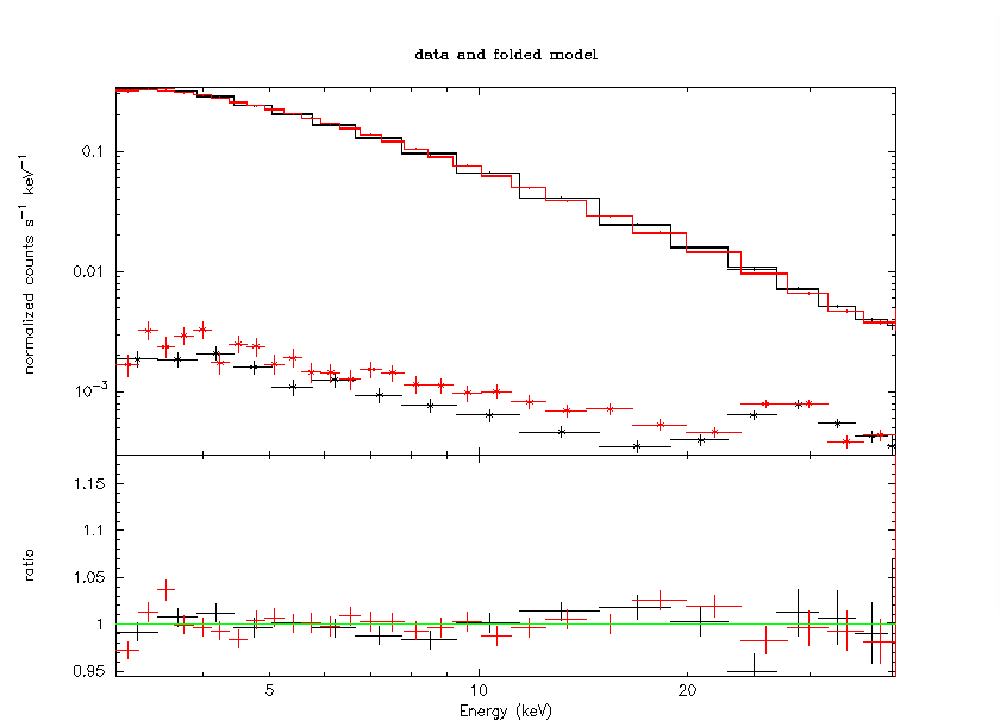 data and folded model
normalized counts s⁻¹ keV⁻¹
0.1
0.01
10⁻³
ratio
1.15
1.1
1.05
1
0.95
5 10 20
Energy (keV)